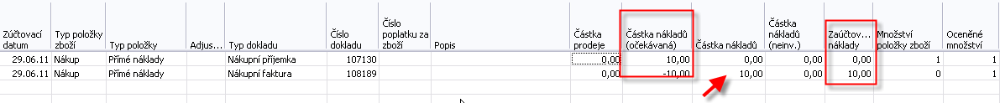 Zúčtovací datum Typ položky zboží Typ položky Adjus... Typ dokladu Číslo dokladu Číslo poplatku za zboží Popis Částka prodeje Částka nákladů (očekávaná) Částka nákladů Částka nákladů (neinv.) Zaúčtov... náklady Množství položky zboží Oceněné množství
29.06.11 Nákup Přímé náklady Nákupní příjemka 107130 0,00 10,00 0,00 0,00 0,00 1 1
29.06.11 Nákup Přímé náklady Nákupní faktura 108189 0,00 -10,00 10,00 0,00 10,00 0 1